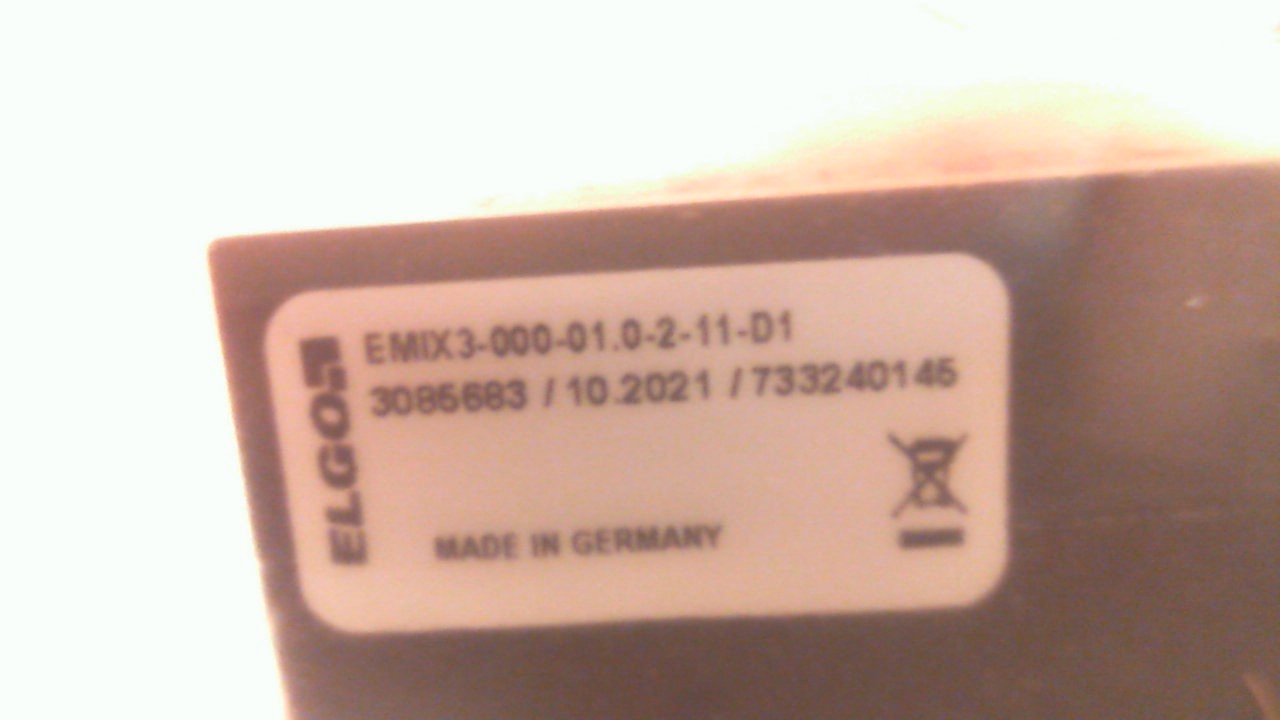 ELGO
EMIX3-000-01.0-2-11-D1
3085683 / 10.2021 / 733240145
MADE IN GERMANY